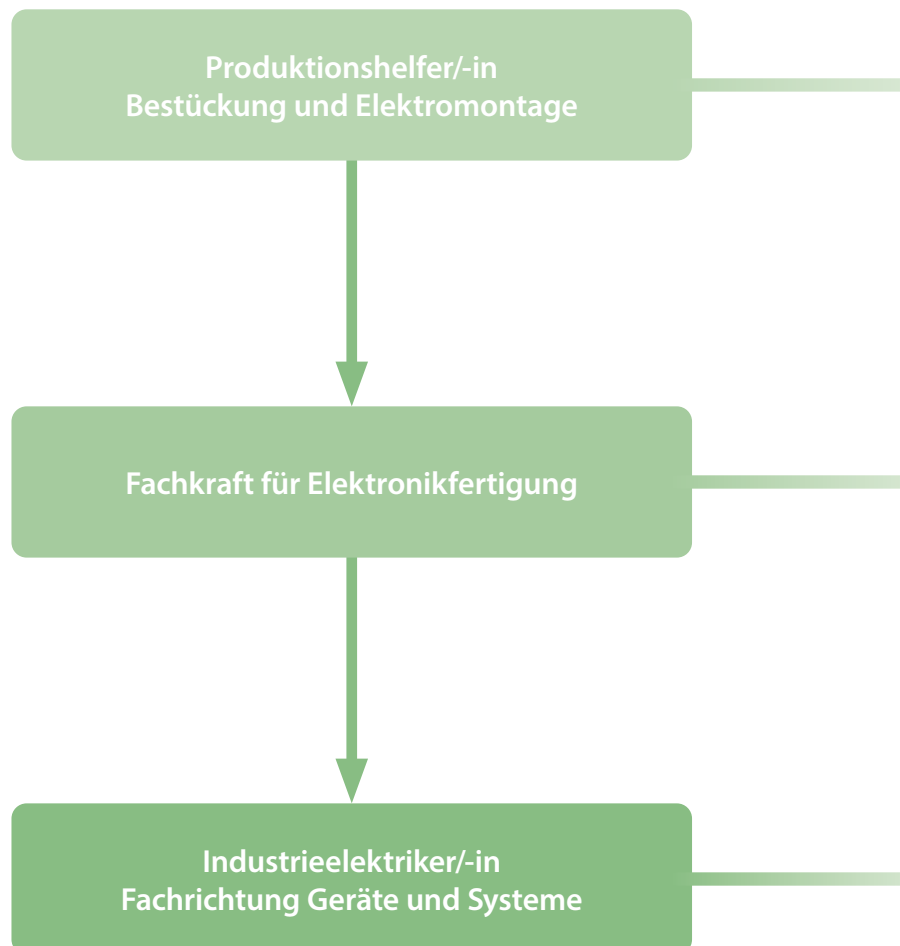 Produktionshelfer/-in
Bestückung und Elektromontage
Fachkraft für Elektronikfertigung
Industrieelektriker/-in
Fachrichtung Geräte und Systeme